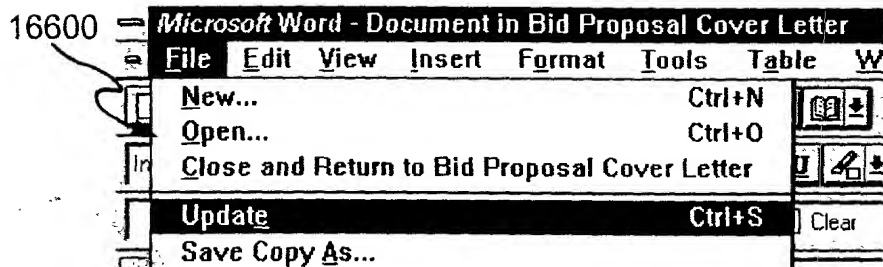 16600
Microsoft Word - Document in Bid Proposal Cover Letter
File Edit View Insert Format Tools Table W
New... Ctrl+N
Open... Ctrl+O
Close and Return to Bid Proposal Cover Letter
In U
Update Ctrl+S Clear
Save Copy As...